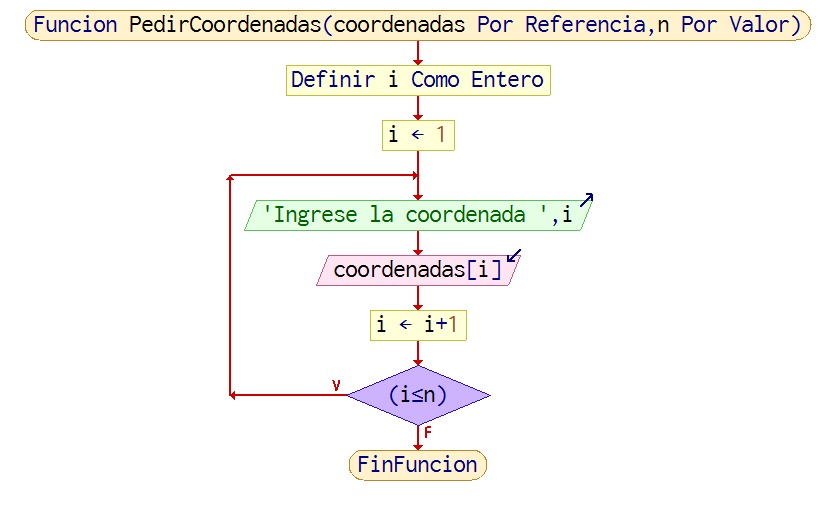 Funcion PedirCoordenadas(coordenadas Por Referencia,n Por Valor)
Definir i Como Entero
i ← 1
'Ingrese la coordenada ',i
coordenadas[i]
i ← i+1
(i≤n)
V
F
FinFuncion